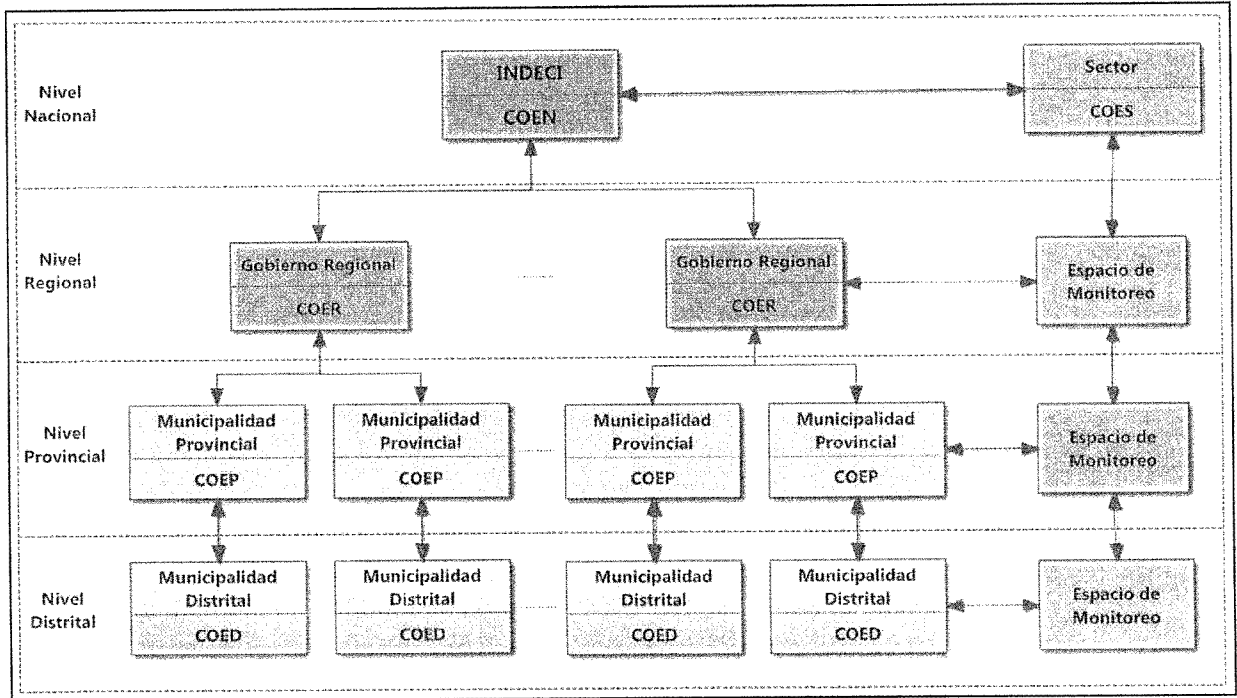 Nivel
Nacional
INDECI
COEN
Sector
COES
Nivel
Regional
Gobierno Regional
COER
Gobierno Regional
COER
Espacio de
Monitoreo
Nivel
Provincial
Municipalidad
Provincial
COEP
Municipalidad
Provincial
COEP
Municipalidad
Provincial
COEP
Municipalidad
Provincial
COEP
Espacio de
Monitoreo
Nivel
Distrital
Municipalidad
Distrital
COED
Municipalidad
Distrital
COED
Municipalidad
Distrital
COED
Municipalidad
Distrital
COED
Espacio de
Monitoreo